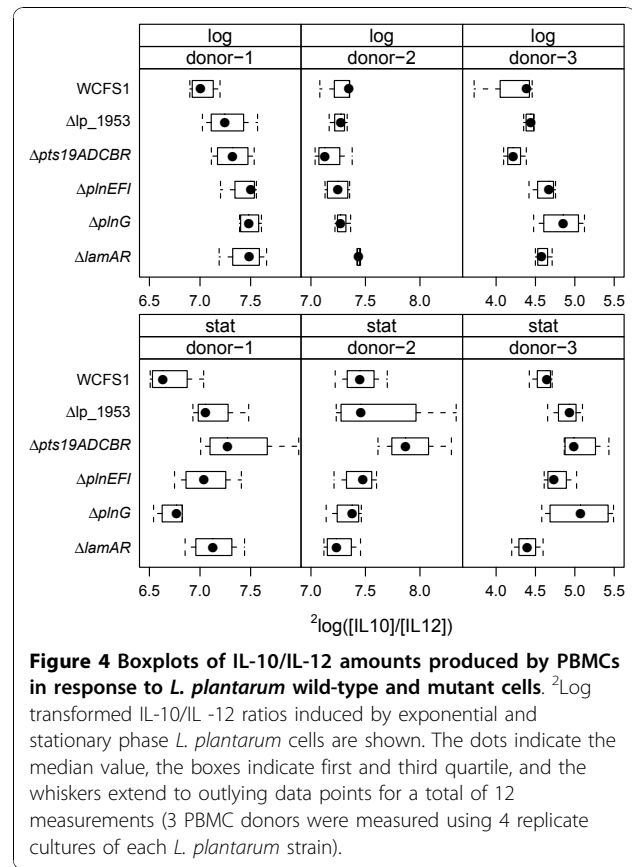 log log log
donor−1 donor−2 donor−3
WCFS1
Δlp_1953
Δpts19ADCBR
ΔplnEFI
ΔplnG
ΔlamAR
6.5 7.0 7.5 7.0 7.5 8.0 4.0 4.5 5.0 5.5
stat stat stat
donor−1 donor−2 donor−3
WCFS1
Δlp_1953
Δpts19ADCBR
ΔplnEFI
ΔplnG
ΔlamAR
6.5 7.0 7.5 7.0 7.5 8.0 4.0 4.5 5.0 5.5
²log([IL10]/[IL12])
Figure 4 Boxplots of IL-10/IL-12 amounts produced by PBMCs
in response to L. plantarum wild-type and mutant cells. ²Log
transformed IL-10/IL -12 ratios induced by exponential and
stationary phase L. plantarum cells are shown. The dots indicate the
median value, the boxes indicate first and third quartile, and the
whiskers extend to outlying data points for a total of 12
measurements (3 PBMC donors were measured using 4 replicate
cultures of each L. plantarum strain).